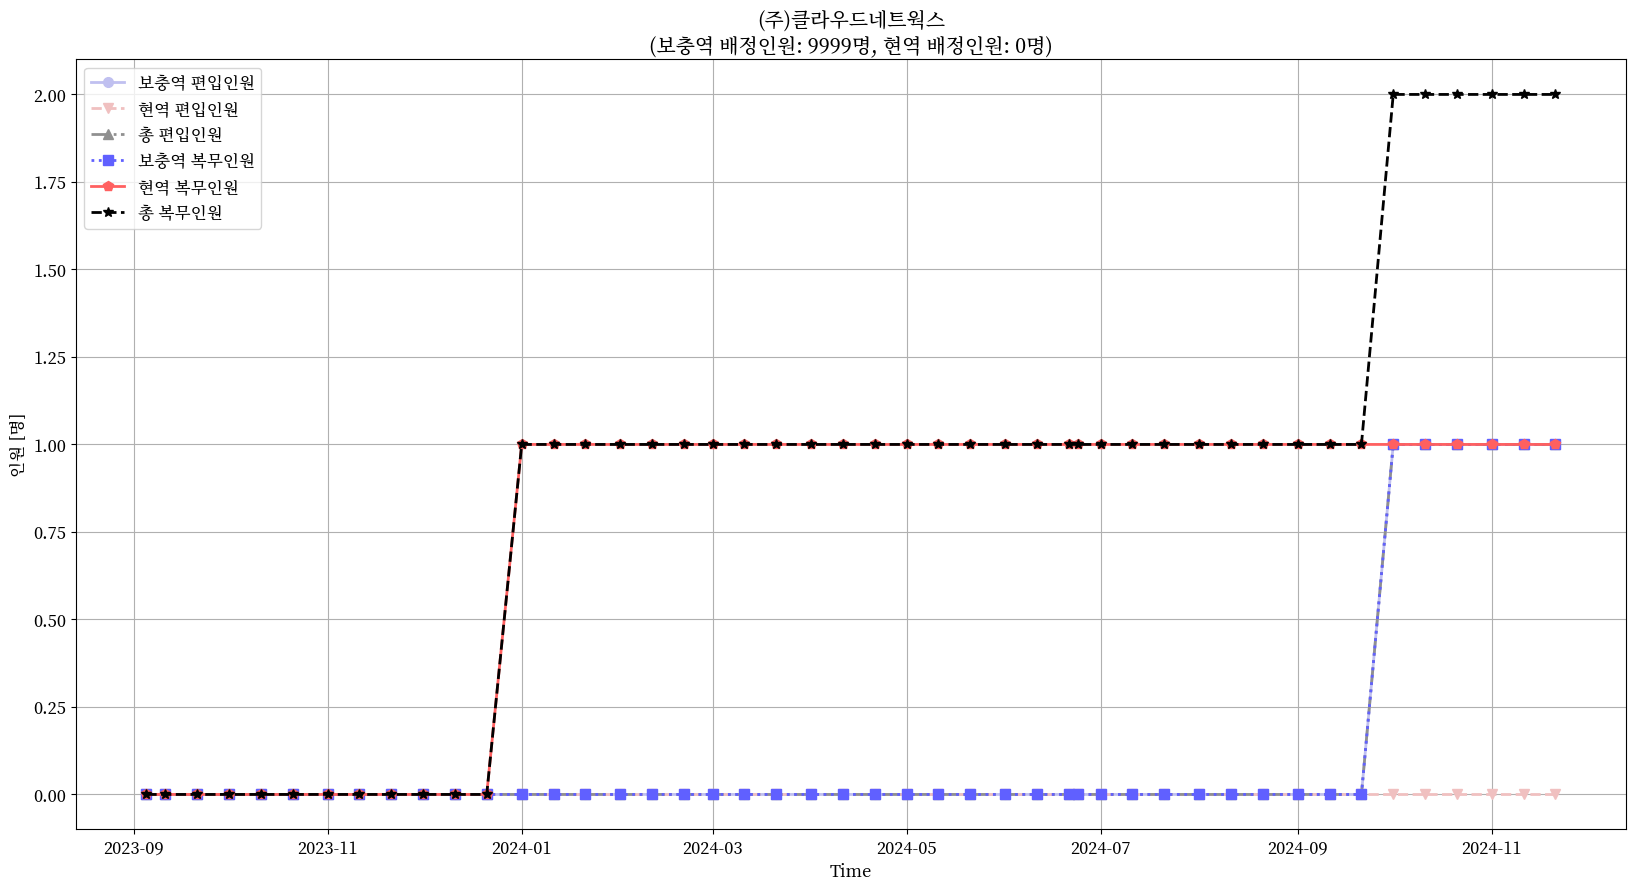 (주)클라우드네트웍스
(보충역 배정인원: 9999명, 현역 배정인원: 0명)
보충역 편입인원
현역 편입인원
총 편입인원
보충역 복무인원
현역 복무인원
총 복무인원
2.00
1.75
1.50
1.25
1.00
0.75
0.50
0.25
0.00
인원 [명]
2023-09 2023-11 2024-01 2024-03 2024-05 2024-07 2024-09 2024-11
Time